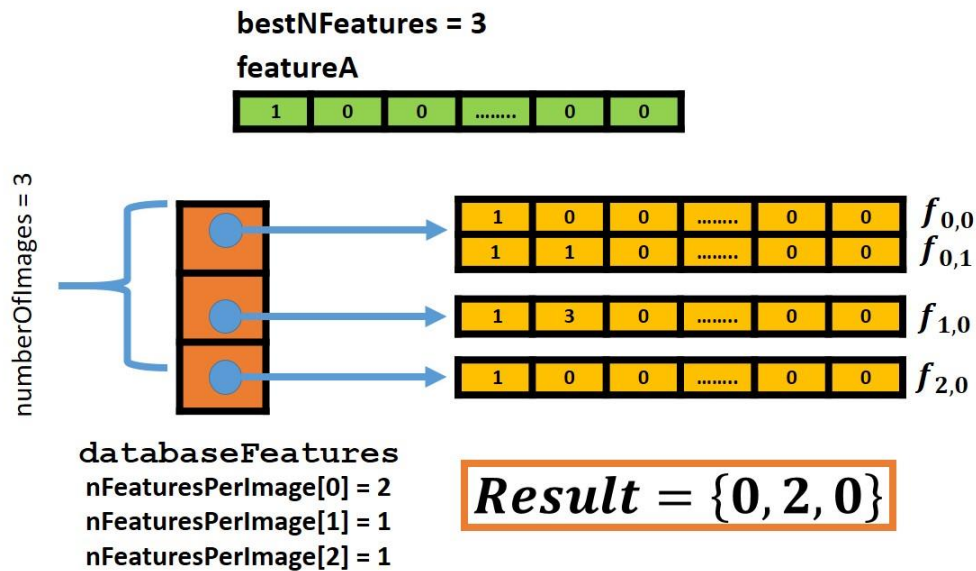 bestNFeatures = 3
featureA
1 0 0 ........ 0 0
numberOfImages = 3
1 0 0 ........ 0 0 f0,0
1 1 0 ........ 0 0 f0,1
1 3 0 ........ 0 0 f1,0
1 0 0 ........ 0 0 f2,0
databaseFeatures
nFeaturesPerImage[0] = 2
nFeaturesPerImage[1] = 1
nFeaturesPerImage[2] = 1
Result = {0, 2, 0}